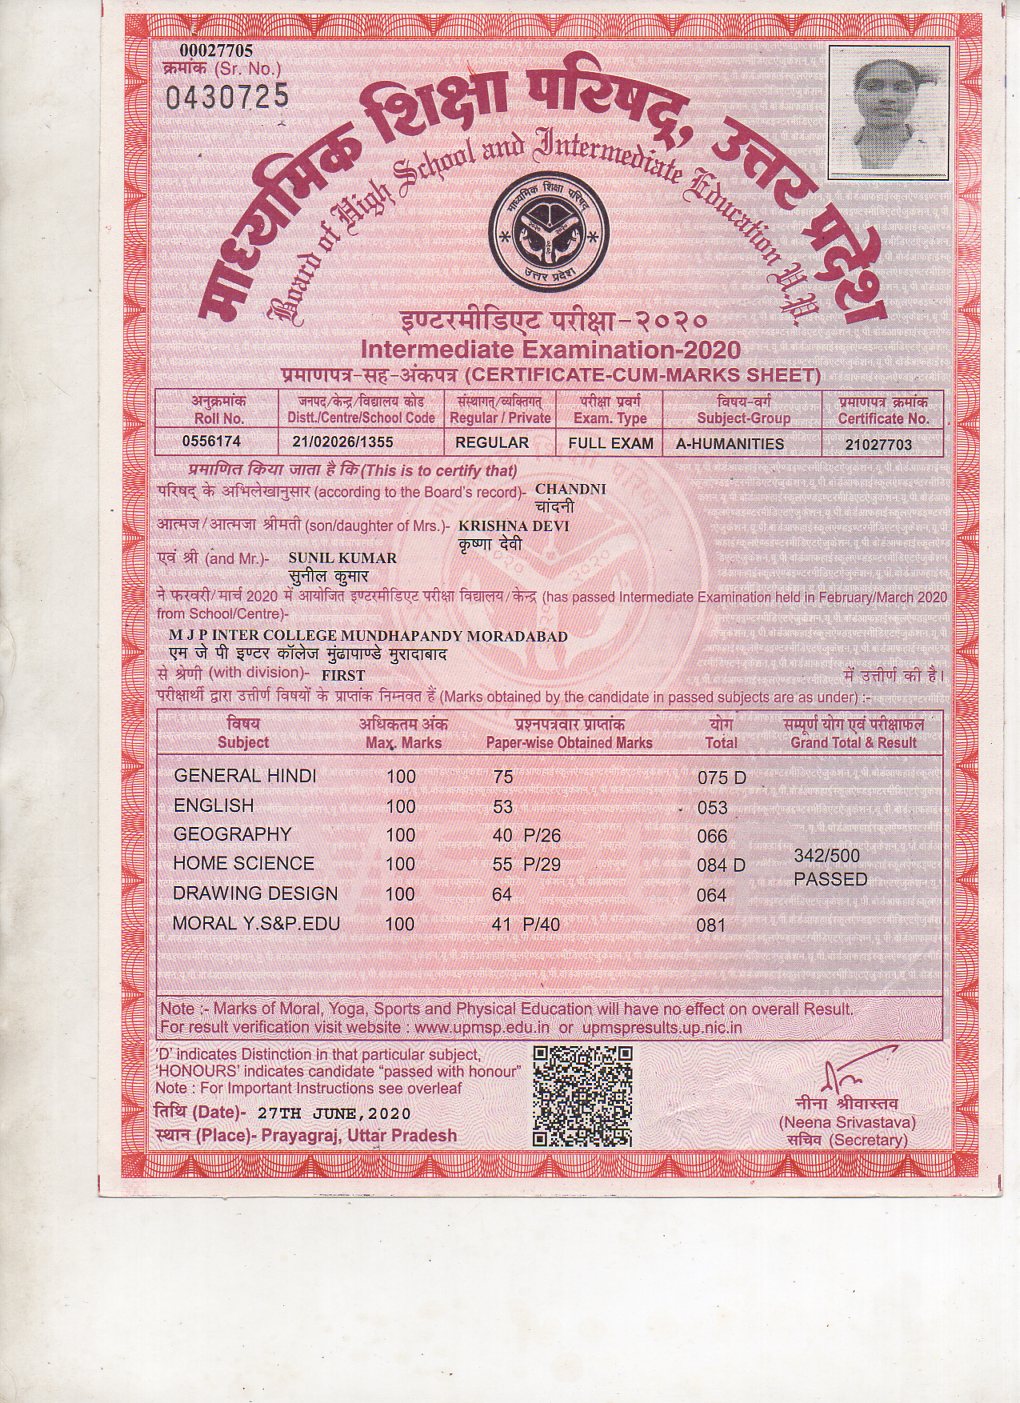 00027705
क्रमांक (Sr. No.)
0430725
माध्यमिक शिक्षा परिषद्, उत्तर प्रदेश
Board of High School and Intermediate Education U.P.
माध्यमिक शिक्षा परिषद
उत्तर प्रदेश
इण्टरमीडिएट परीक्षा-२०२०
Intermediate Examination-2020
प्रमाणपत्र-सह-अंकपत्र (CERTIFICATE-CUM-MARKS SHEET)
अनुक्रमांक जनपद/केन्द्र/विद्यालय कोड संस्थागत/व्यक्तिगत परीक्षा प्रवर्ग विषय-वर्ग प्रमाणपत्र क्रमांक
Roll No. Distt./Centre/School Code Regular / Private Exam. Type Subject-Group Certificate No.
0556174 21/02026/1355 REGULAR FULL EXAM A-HUMANITIES 21027703
प्रमाणित किया जाता है कि (This is to certify that)
परिषद् के अभिलेखानुसार (according to the Board's record)- CHANDNI
चांदनी
आत्मज/आत्मजा श्रीमती (son/daughter of Mrs.)- KRISHNA DEVI
कृष्णा देवी
एवं श्री (and Mr.)- SUNIL KUMAR
सुनील कुमार
ने फरवरी/मार्च 2020 में आयोजित इण्टरमीडिएट परीक्षा विद्यालय/केन्द्र (has passed Intermediate Examination held in February/March 2020
from School/Centre)-
M J P INTER COLLEGE MUNDHAPANDY MORADABAD
एम जे पी इण्टर कॉलेज मुंढापाण्डे मुरादाबाद
से श्रेणी (with division)- FIRST में उत्तीर्ण की है।
परीक्षार्थी द्वारा उत्तीर्ण विषयों के प्राप्तांक निम्नवत हैं (Marks obtained by the candidate in passed subjects are as under) :-
विषय अधिकतम अंक प्रश्नपत्रवार प्राप्तांक योग सम्पूर्ण योग एवं परीक्षाफल
Subject Max. Marks Paper-wise Obtained Marks Total Grand Total & Result
GENERAL HINDI 100 75 075 D
ENGLISH 100 53 053
GEOGRAPHY 100 40 P/26 066
HOME SCIENCE 100 55 P/29 084 D
342/500
PASSED
DRAWING DESIGN 100 64 064
MORAL Y.S&P.EDU 100 41 P/40 081
Note :- Marks of Moral, Yoga, Sports and Physical Education will have no effect on overall Result.
For result verification visit website : www.upmsp.edu.in or upmspresults.up.nic.in
'D' indicates Distinction in that particular subject,
'HONOURS' indicates candidate "passed with honour"
Note : For Important Instructions see overleaf
तिथि (Date)- 27TH JUNE,2020
स्थान (Place)- Prayagraj, Uttar Pradesh
नीना श्रीवास्तव
(Neena Srivastava)
सचिव (Secretary)